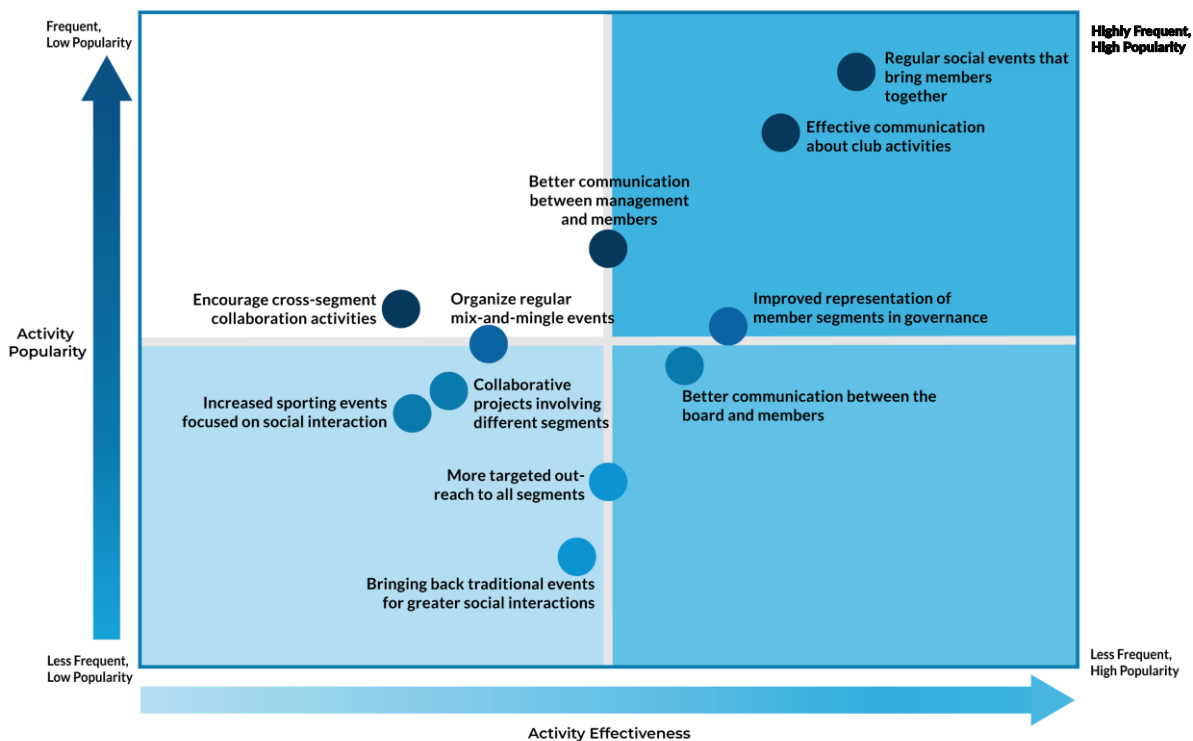 Frequent,
Low Popularity
Highly Frequent,
High Popularity
Regular social events that
bring members
together
Effective communication
about club activities
Better communication
between management
and members
Encourage cross-segment
collaboration activities
Organize regular
mix-and-mingle events
Improved representation of
member segments in governance
Activity
Popularity
Increased sporting events
focused on social interaction
Collaborative
projects involving
different segments
Better communication between the
board and members
More targeted out-
reach to all segments
Bringing back traditional events
for greater social interactions
Less Frequent,
Low Popularity
Less Frequent,
High Popularity
Activity Effectiveness